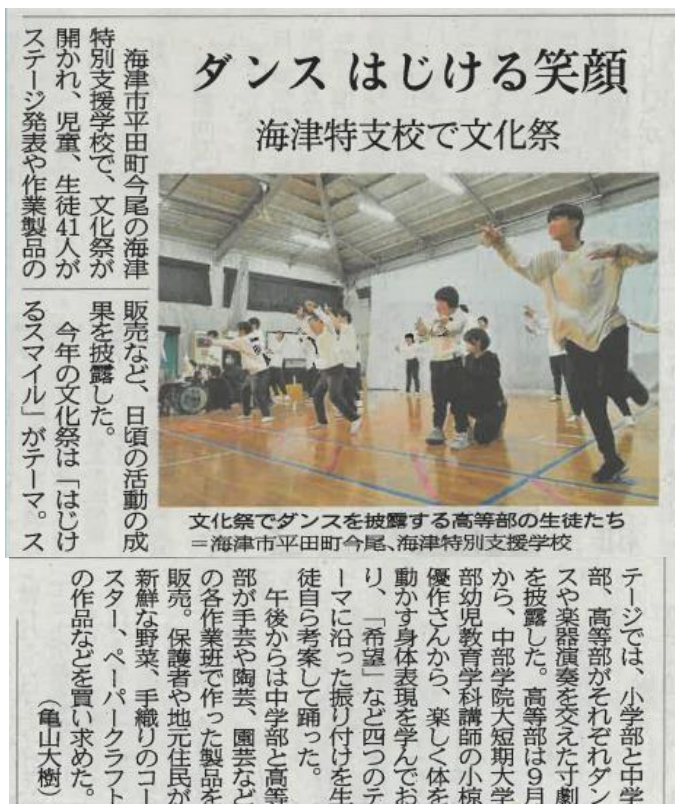 ダンス はじける笑顔
海津特支校で文化祭
海津市平田町今尾の海津
特別支援学校で、文化祭が
開かれ、児童、生徒41人が
ステージ発表や作業製品の
販売など、日頃の活動の成
果を披露した。
今年の文化祭は「はじけ
るスマイル」がテーマ。ス
文化祭でダンスを披露する高等部の生徒たち
＝海津市平田町今尾、海津特別支援学校
テージでは、小学部と中学
部、高等部がそれぞれダン
スや楽器演奏を交えた寸劇
を披露した。高等部は9月
から、中部学院大短期大学
部幼児教育学科講師の小椋
優作さんから、楽しく体を
動かす身体表現を学んでお
り、「希望」など四つのテ
ーマに沿った振り付けを生
徒自ら考案して踊った。
午後からは中学部と高等
部が手芸や陶芸、園芸など
の各作業班で作った製品を
販売。保護者や地元住民が
新鮮な野菜、手織りのコー
スター、ペーパークラフト
の作品などを買い求めた。
（亀山大樹）